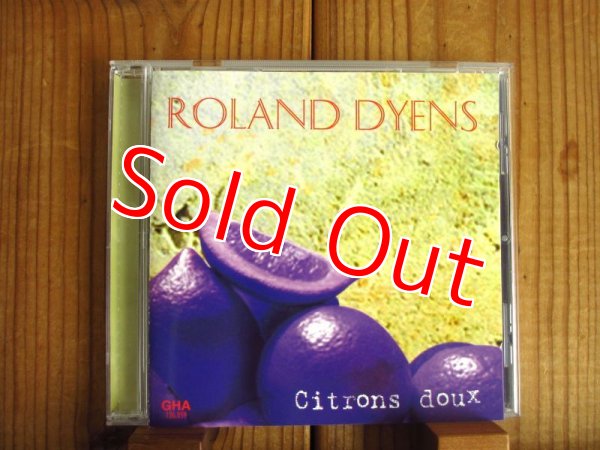 ROLAND DYENS
Sold Out
Citrons doux
GHA